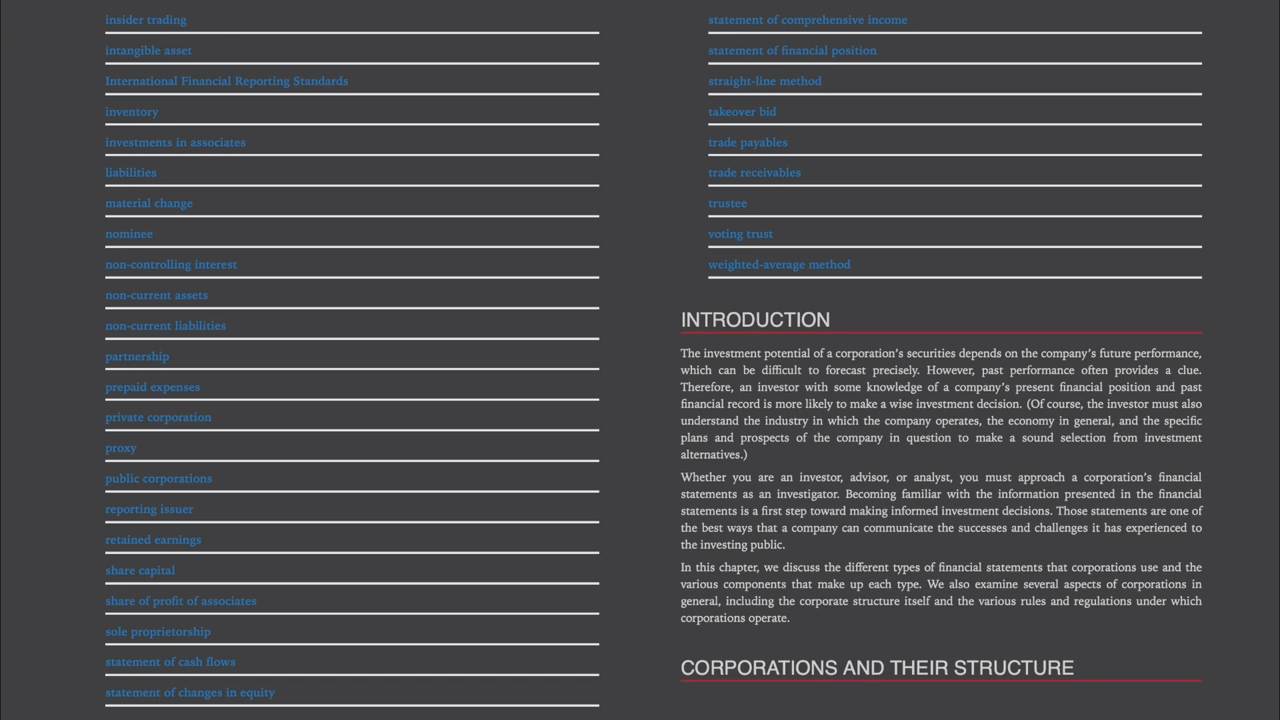 insider trading
intangible asset
International Financial Reporting Standards
inventory
investments in associates
liabilities
material change
nominee
non-controlling interest
non-current assets
non-current liabilities
partnership
prepaid expenses
private corporation
proxy
public corporations
reporting issuer
retained earnings
share capital
share of profit of associates
sole proprietorship
statement of cash flows
statement of changes in equity
statement of comprehensive income
statement of financial position
straight-line method
takeover bid
trade payables
trade receivables
trustee
voting trust
weighted-average method
INTRODUCTION
The investment potential of a corporation’s securities depends on the company’s future performance,
which can be difficult to forecast precisely. However, past performance often provides a clue.
Therefore, an investor with some knowledge of a company’s present financial position and past
financial record is more likely to make a wise investment decision. (Of course, the investor must also
understand the industry in which the company operates, the economy in general, and the specific
plans and prospects of the company in question to make a sound selection from investment
alternatives.)
Whether you are an investor, advisor, or analyst, you must approach a corporation’s financial
statements as an investigator. Becoming familiar with the information presented in the financial
statements is a first step toward making informed investment decisions. Those statements are one of
the best ways that a company can communicate the successes and challenges it has experienced to
the investing public.
In this chapter, we discuss the different types of financial statements that corporations use and the
various components that make up each type. We also examine several aspects of corporations in
general, including the corporate structure itself and the various rules and regulations under which
corporations operate.
CORPORATIONS AND THEIR STRUCTURE